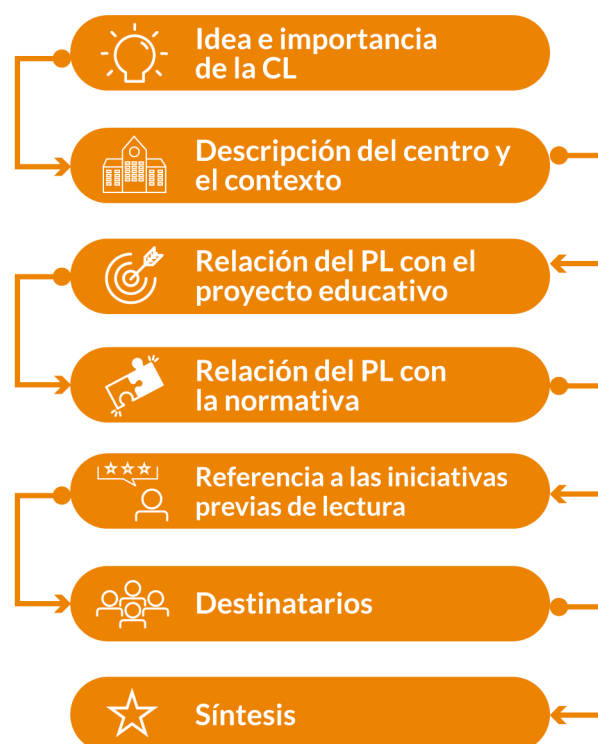 Idea e importancia
de la CL
Descripción del centro y
el contexto
Relación del PL con el
proyecto educativo
Relación del PL con
la normativa
Referencia a las iniciativas
previas de lectura
Destinatarios
Síntesis